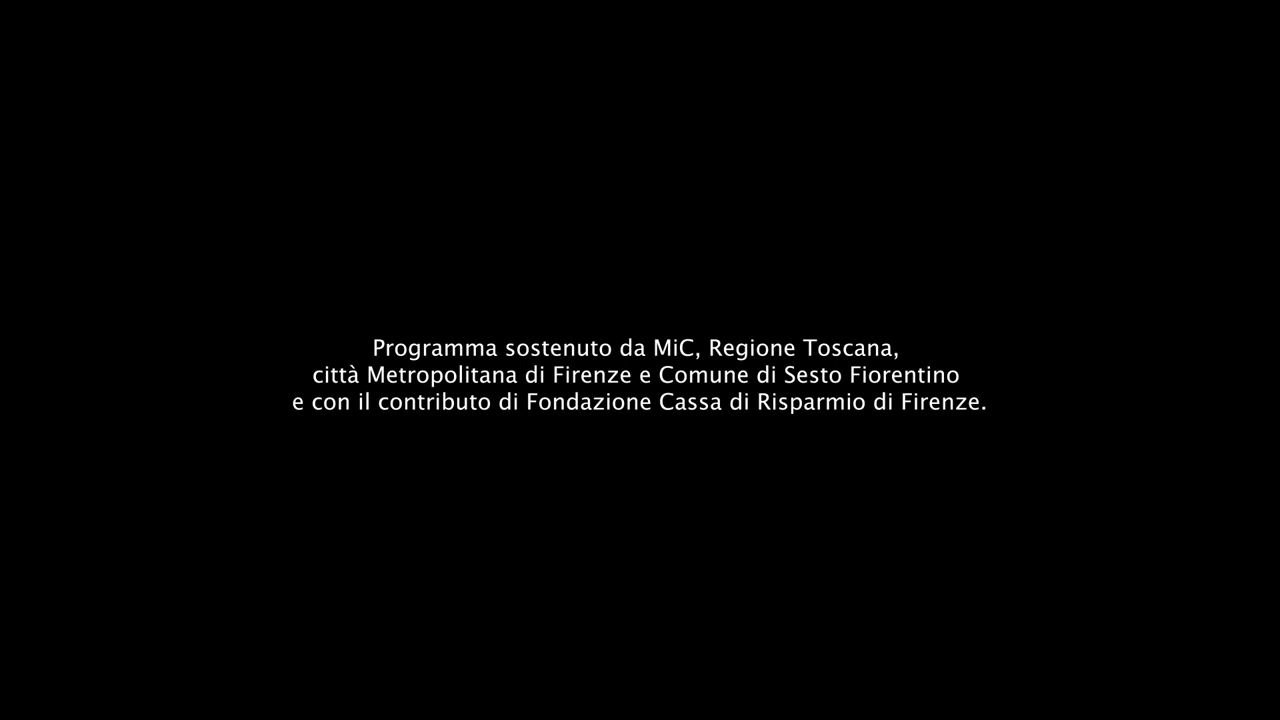 Programma sostenuto da MiC, Regione Toscana,
città Metropolitana di Firenze e Comune di Sesto Fiorentino
e con il contributo di Fondazione Cassa di Risparmio di Firenze.